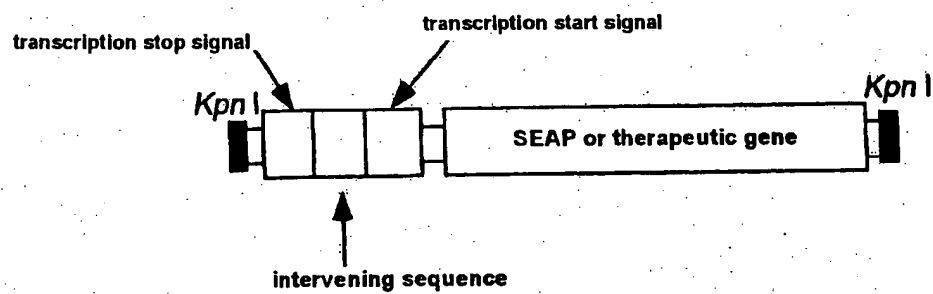 transcription start signal
transcription stop signal
Kpn I
Kpn I
SEAP or therapeutic gene
intervening sequence